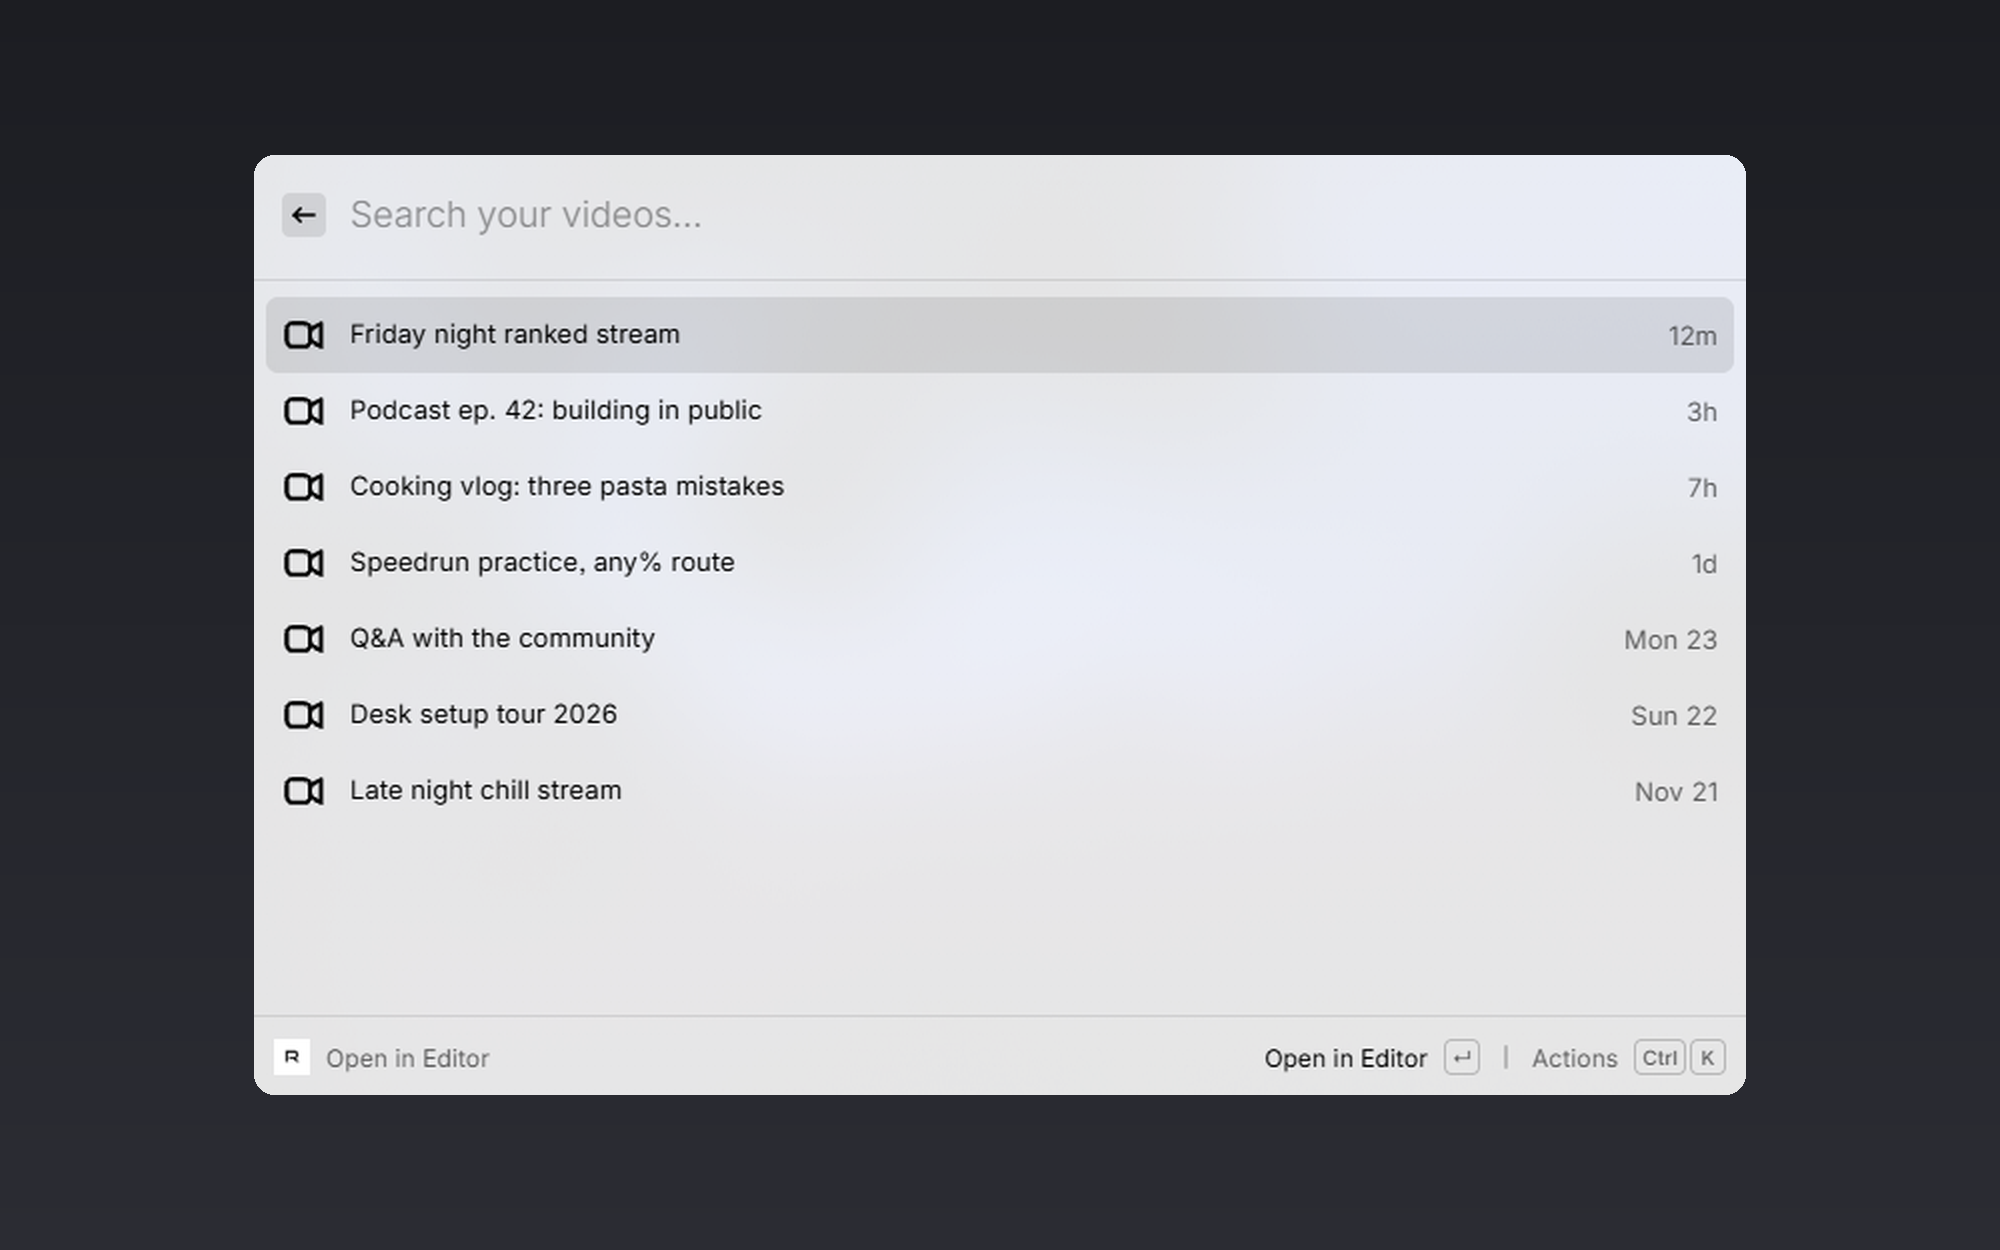 Search your videos...
Friday night ranked stream 12m
Podcast ep. 42: building in public 3h
Cooking vlog: three pasta mistakes 7h
Speedrun practice, any% route 1d
Q&A with the community Mon 23
Desk setup tour 2026 Sun 22
Late night chill stream Nov 21
R Open in Editor Open in Editor Actions Ctrl K